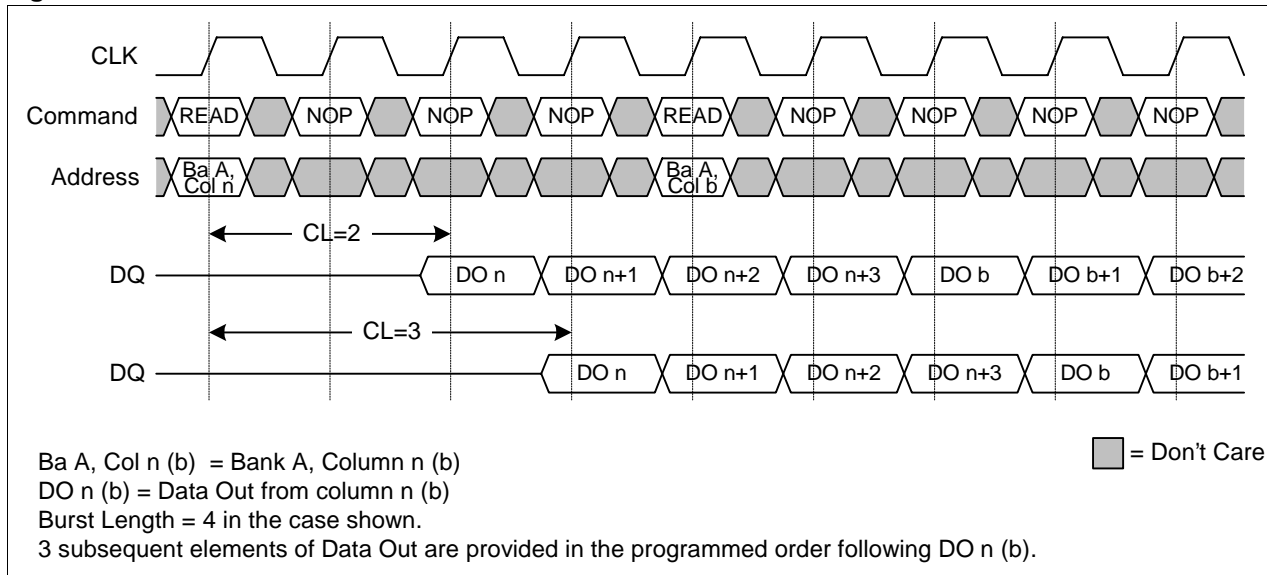 CLK
Command READ NOP NOP NOP READ NOP NOP NOP NOP
Address Ba A, Col n Ba A, Col b
CL=2
DQ DO n DO n+1 DO n+2 DO n+3 DO b DO b+1 DO b+2
CL=3
DQ DO n DO n+1 DO n+2 DO n+3 DO b DO b+1
Ba A, Col n (b) = Bank A, Column n (b)
= Don't Care
DO n (b) = Data Out from column n (b)
Burst Length = 4 in the case shown.
3 subsequent elements of Data Out are provided in the programmed order following DO n (b).